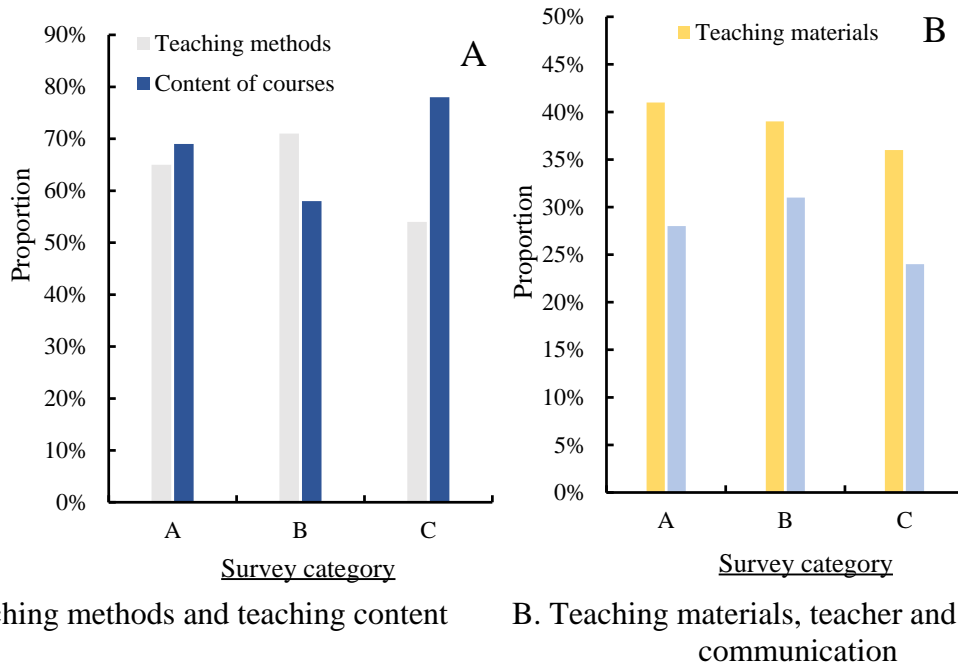 90%
80%
70%
60%
50%
40%
30%
20%
10%
0%
Proportion
Teaching methods
Content of courses
A
A B C
Survey category
ching methods and teaching content
50%
45%
40%
35%
30%
25%
20%
15%
10%
5%
0%
Proportion
Teaching materials
B
A B C
Survey category
B. Teaching materials, teacher and
communication